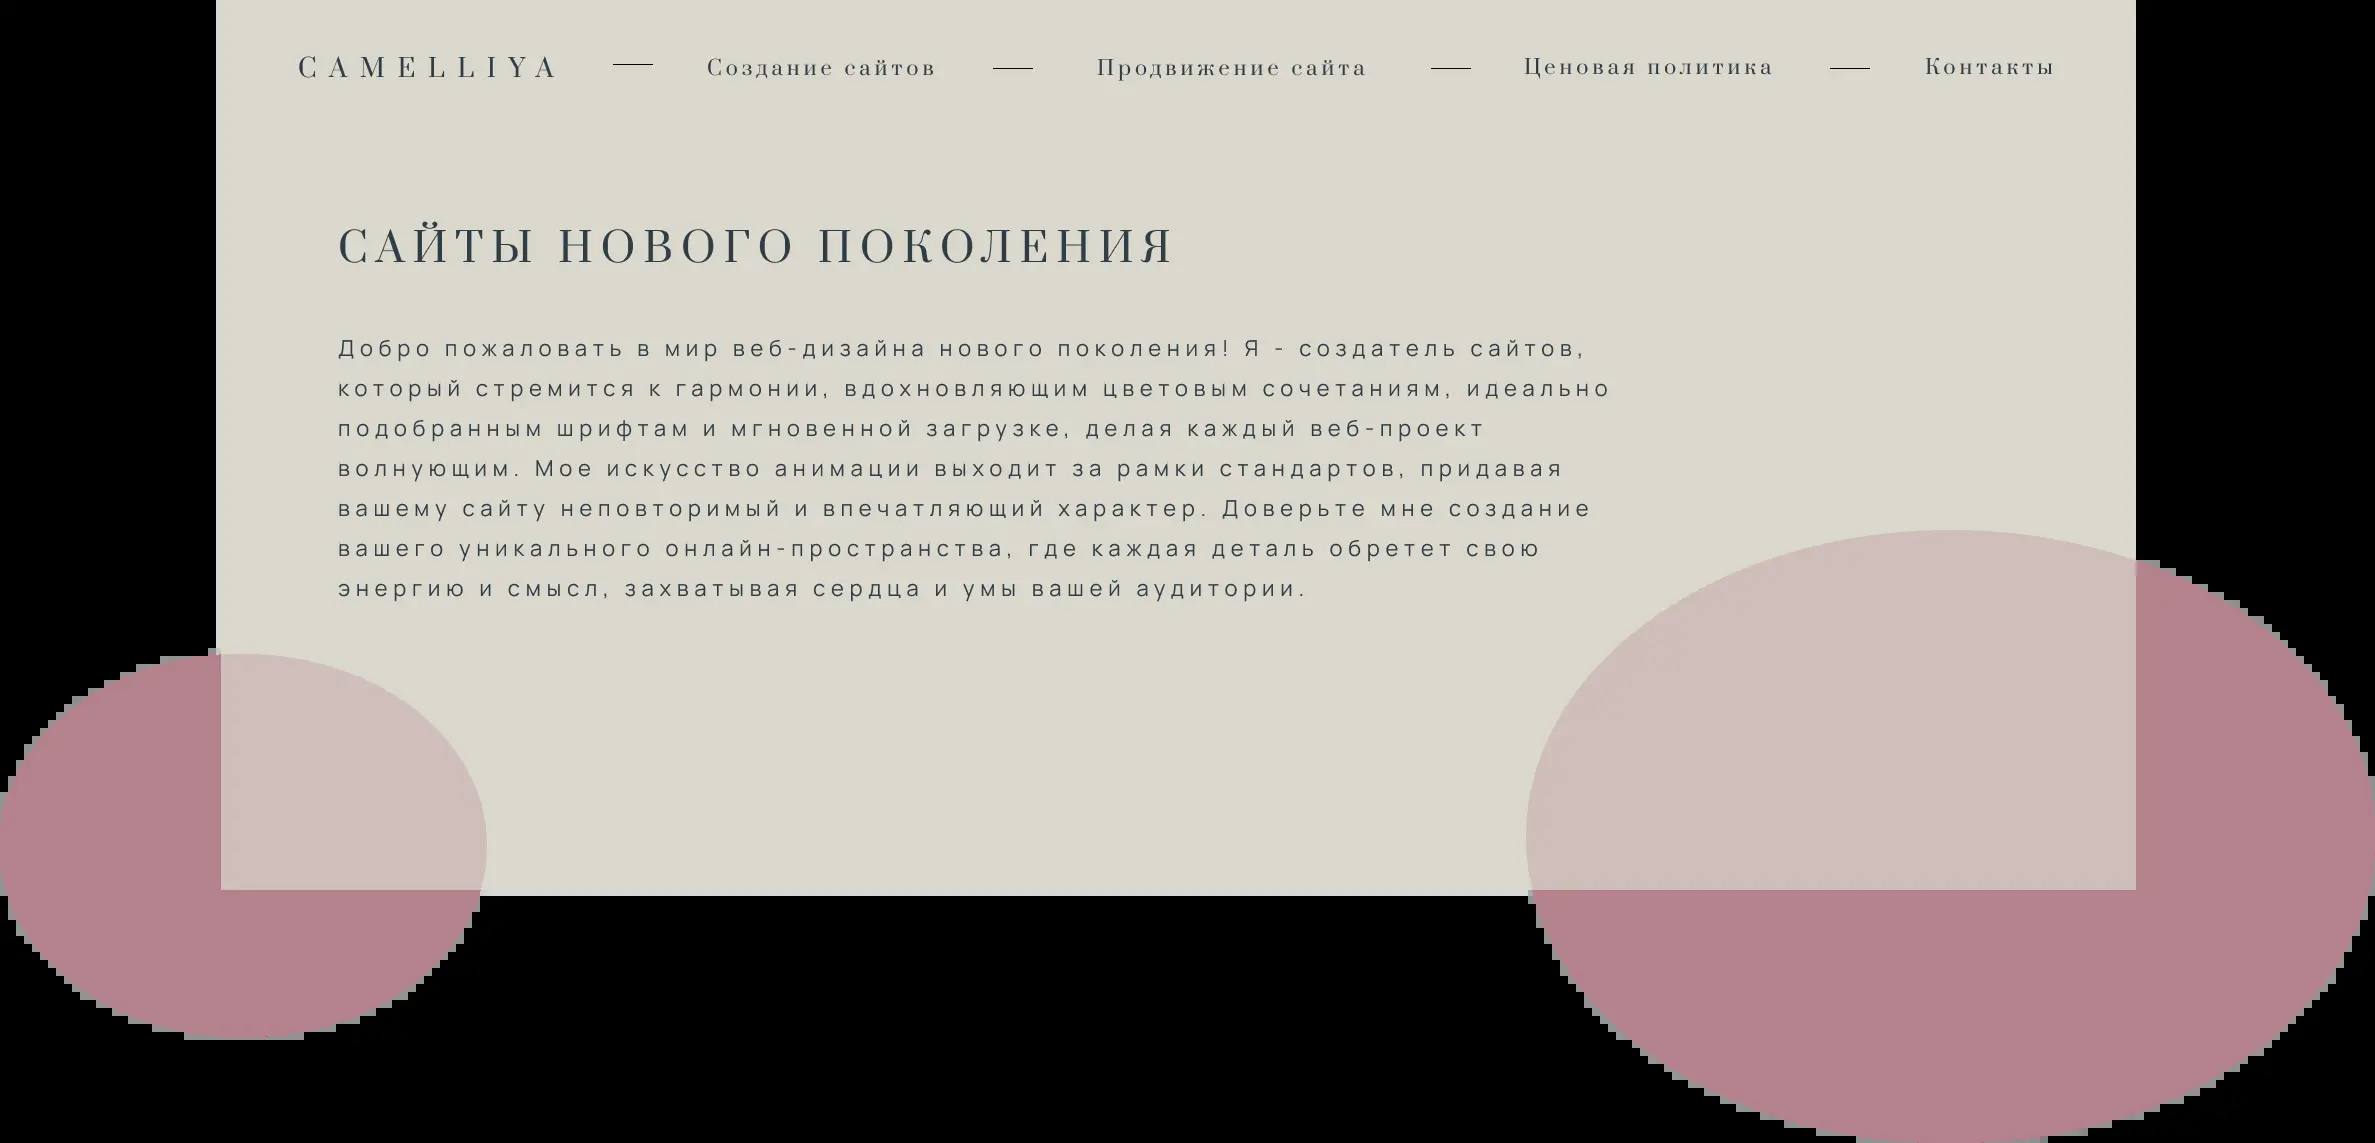 CAMELLIYA — Создание сайтов — Продвижение сайта — Ценовая политика — Контакты
САЙТЫ НОВОГО ПОКОЛЕНИЯ
Добро пожаловать в мир веб-дизайна нового поколения! Я - создатель сайтов,
который стремится к гармонии, вдохновляющим цветовым сочетаниям, идеально
подобранным шрифтам и мгновенной загрузке, делая каждый веб-проект
волнующим. Мое искусство анимации выходит за рамки стандартов, придавая
вашему сайту неповторимый и впечатляющий характер. Доверьте мне создание
вашего уникального онлайн-пространства, где каждая деталь обретет свою
энергию и смысл, захватывая сердца и умы вашей аудитории.